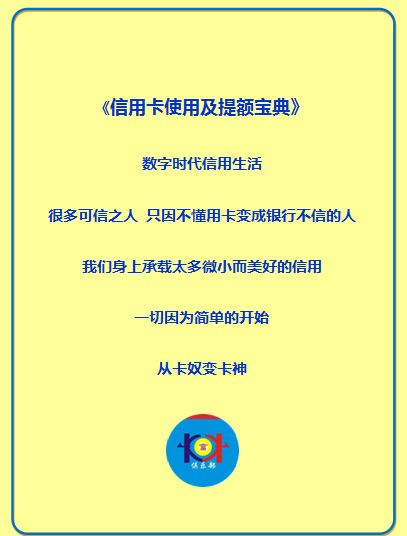 《信用卡使用及提额宝典》
数字时代信用生活
很多可信之人 只因不懂用卡变成银行不信的人
我们身上承载太多微小而美好的信用
一切因为简单的开始
从卡奴变卡神
富
俱乐部